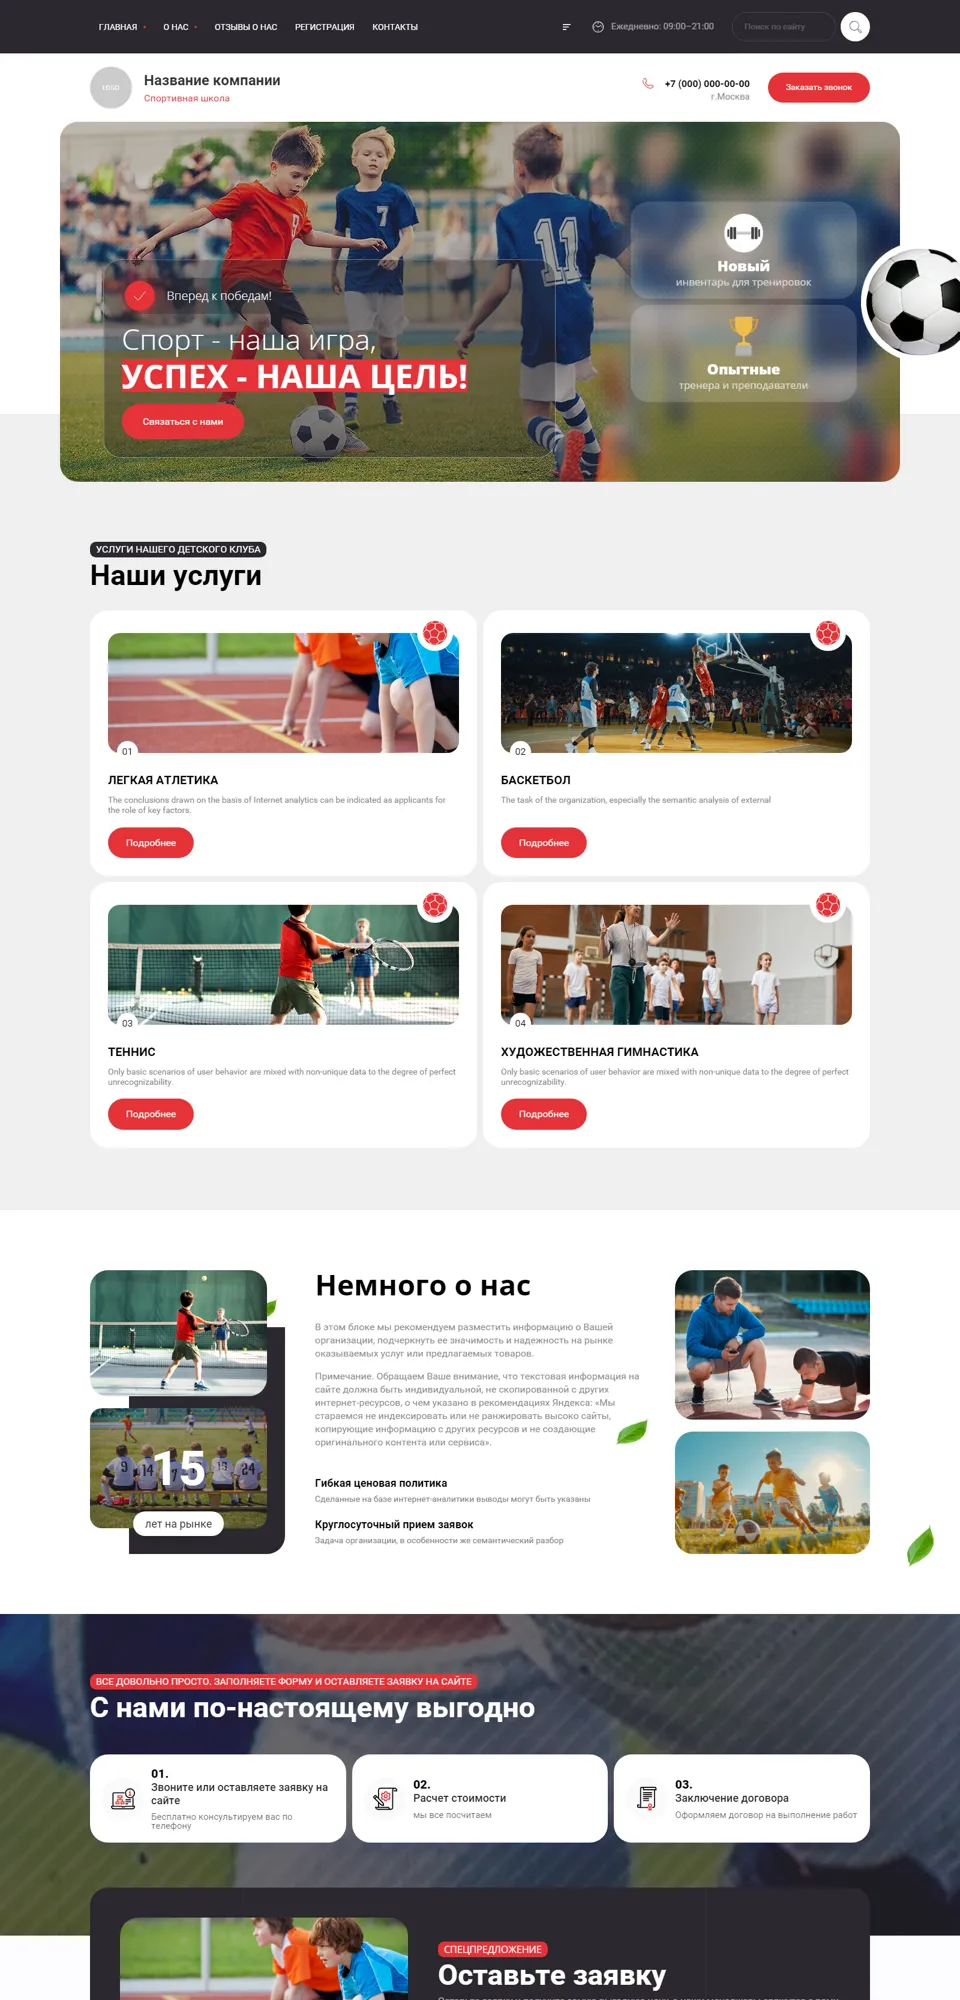 ГЛАВНАЯ
О НАС
ОТЗЫВЫ О НАС
РЕГИСТРАЦИЯ
КОНТАКТЫ
Ежедневно: 09:00–21:00
Поиск по сайту
LOGO
Название компании
Спортивная школа
+7 (000) 000-00-00
г.Москва
Заказать звонок
Вперед к победам!
Спорт - наша игра,
УСПЕХ - НАША ЦЕЛЬ!
Связаться с нами
9
7
11
Новый
инвентарь для тренировок
Опытные
тренера и преподаватели
УСЛУГИ НАШЕГО ДЕТСКОГО КЛУБА
Наши услуги
01
ЛЕГКАЯ АТЛЕТИКА
The conclusions drawn on the basis of Internet analytics can be indicated as applicants for
the role of key factors.
Подробнее
02
БАСКЕТБОЛ
The task of the organization, especially the semantic analysis of external
Подробнее
03
ТЕННИС
Only basic scenarios of user behavior are mixed with non-unique data to the degree of perfect
unrecognizability.
Подробнее
04
ХУДОЖЕСТВЕННАЯ ГИМНАСТИКА
Only basic scenarios of user behavior are mixed with non-unique data to the degree of perfect
unrecognizability.
Подробнее
9
14
24
15
лет на рынке
Немного о нас
В этом блоке мы рекомендуем разместить информацию о Вашей
организации, подчеркнуть ее значимость и надежность на рынке
оказываемых услуг или предлагаемых товаров.
Примечание. Обращаем Ваше внимание, что текстовая информация на
сайте должна быть индивидуальной, не скопированной с других
интернет-ресурсов, о чем указано в рекомендациях Яндекса: «Мы
стараемся не индексировать или не ранжировать высоко сайты,
копирующие информацию с других ресурсов и не создающие
оригинального контента или сервиса».
Гибкая ценовая политика
Сделанные на базе интернет-аналитики выводы могут быть указаны
Круглосуточный прием заявок
Задача организации, в особенности же семантический разбор
ВСЕ ДОВОЛЬНО ПРОСТО. ЗАПОЛНЯЕТЕ ФОРМУ И ОСТАВЛЯЕТЕ ЗАЯВКУ НА САЙТЕ
С нами по-настоящему выгодно
01.
Звоните или оставляете заявку на
сайте
Бесплатно консультируем вас по
телефону
02.
Расчет стоимости
мы все посчитаем
03.
Заключение договора
Оформляем договор на выполнение работ
СПЕЦПРЕДЛОЖЕНИЕ
Оставьте заявку